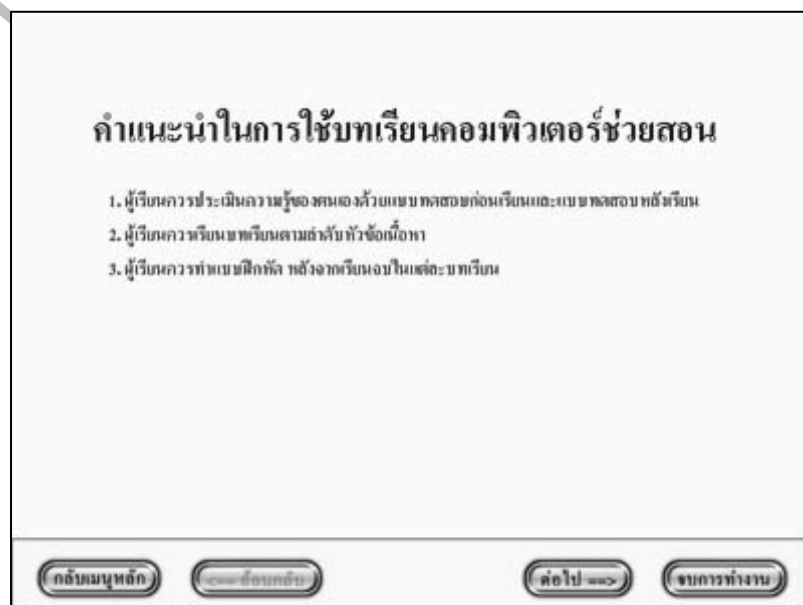 คำแนะนำในการใช้บทเรียนคอมพิวเตอร์ช่วยสอน
1. ผู้เรียนควรประเมินความรู้ของตนเองด้วยแบบทดสอบก่อนเรียนและแบบทดสอบหลังเรียน
2. ผู้เรียนควรเรียนบทเรียนตามลำดับหัวข้อเนื้อหา
3. ผู้เรียนควรทำแบบฝึกหัด หลังจากเรียนจบในแต่ละบทเรียน
กลับเมนูหลัก <== ย้อนกลับ ต่อไป ==> จบการทำงาน